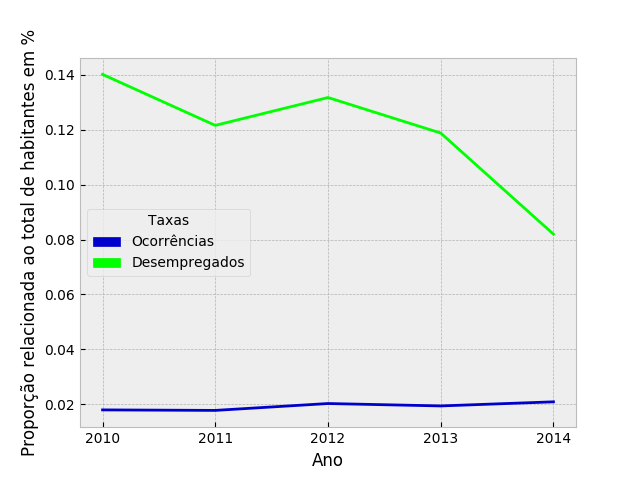 Proporção relacionada ao total de habitantes em %
0.14
0.12
0.10
0.08
0.06
0.04
0.02
Taxas
Ocorrências
Desempregados
2010 2011 2012 2013 2014
Ano